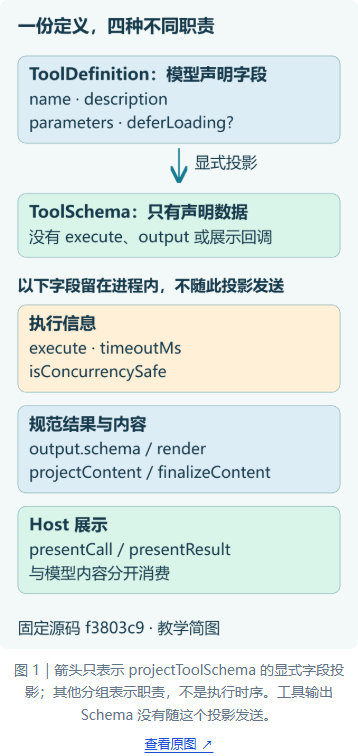 一份定义，四种不同职责
ToolDefinition：模型声明字段
name · description
parameters · deferLoading?
显式投影
ToolSchema：只有声明数据
没有 execute、output 或展示回调
以下字段留在进程内，不随此投影发送
执行信息
execute · timeoutMs
isConcurrencySafe
规范结果与内容
output.schema / render
projectContent / finalizeContent
Host 展示
presentCall / presentResult
与模型内容分开消费
固定源码 f3803c9 · 教学简图
图 1｜箭头只表示 projectToolSchema 的显式字段投
影；其他分组表示职责，不是执行时序。工具输出
Schema 没有随这个投影发送。
查看原图 ↗